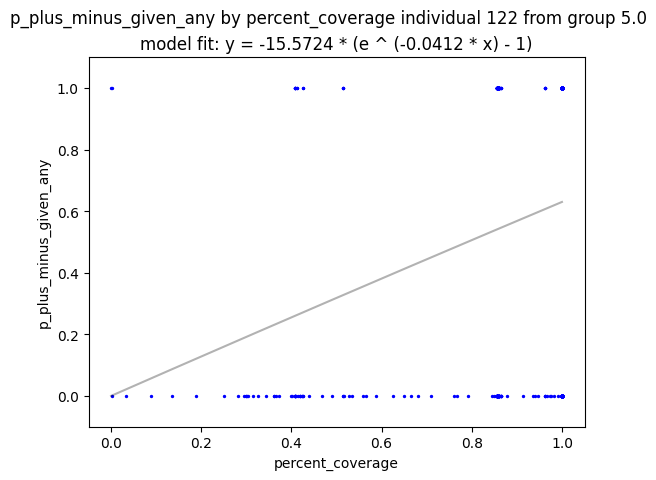 p_plus_minus_given_any by percent_coverage individual 122 from group 5.0
model fit: y = -15.5724 * (e ^ (-0.0412 * x) - 1)
1.0
0.8
0.6
0.4
0.2
0.0
p_plus_minus_given_any
0.0 0.2 0.4 0.6 0.8 1.0
percent_coverage